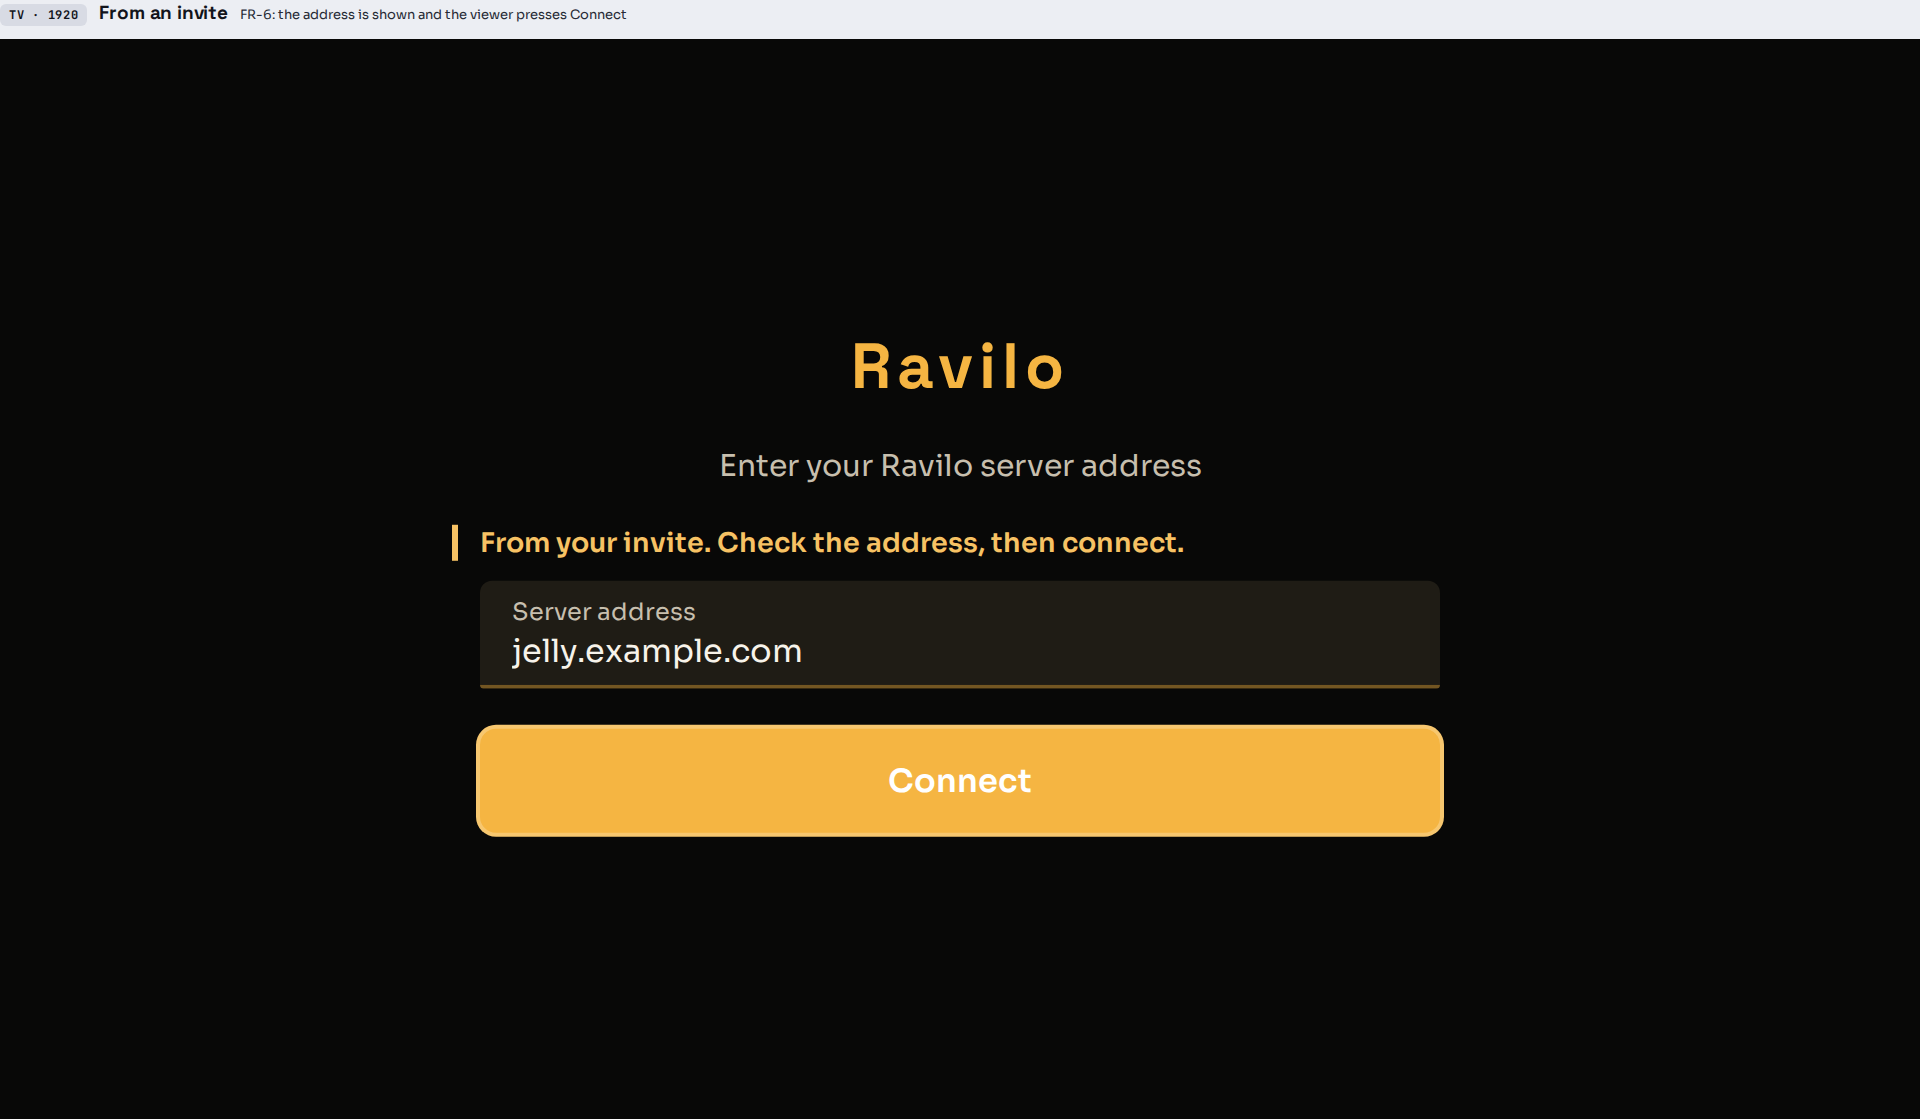 TV · 1920 From an invite FR-6: the address is shown and the viewer presses Connect
Ravilo
Enter your Ravilo server address
From your invite. Check the address, then connect.
Server address
jelly.example.com
Connect